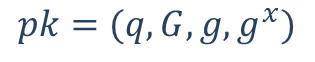 pk = (q, G, g, g^x)